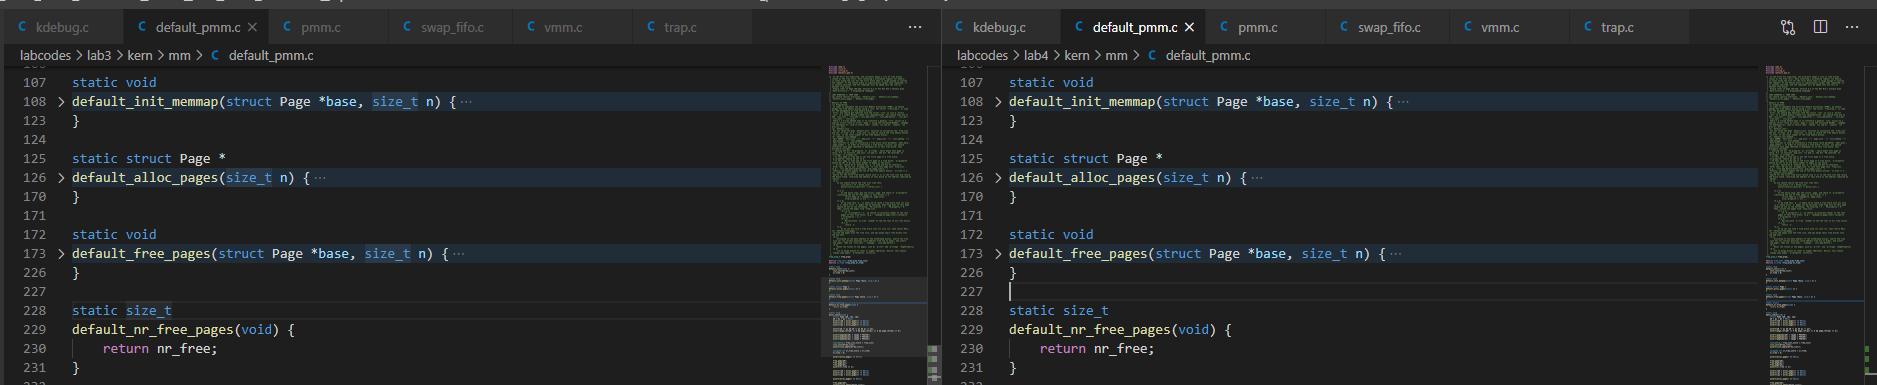 kdebug.c default_pmm.c pmm.c swap_fifo.c vmm.c trap.c
labcodes > lab3 > kern > mm > C default_pmm.c
107 static void
108 default_init_memmap(struct Page *base, size_t n) { ...
123 }
124
125 static struct Page *
126 default_alloc_pages(size_t n) { ...
170 }
171
172 static void
173 default_free_pages(struct Page *base, size_t n) { ...
226 }
227
228 static size_t
229 default_nr_free_pages(void) {
230 return nr_free;
231 }
kdebug.c default_pmm.c pmm.c swap_fifo.c vmm.c trap.c
labcodes > lab4 > kern > mm > C default_pmm.c
107 static void
108 default_init_memmap(struct Page *base, size_t n) { ...
123 }
124
125 static struct Page *
126 default_alloc_pages(size_t n) { ...
170 }
171
172 static void
173 default_free_pages(struct Page *base, size_t n) { ...
226 }
227
228 static size_t
229 default_nr_free_pages(void) {
230 return nr_free;
231 }